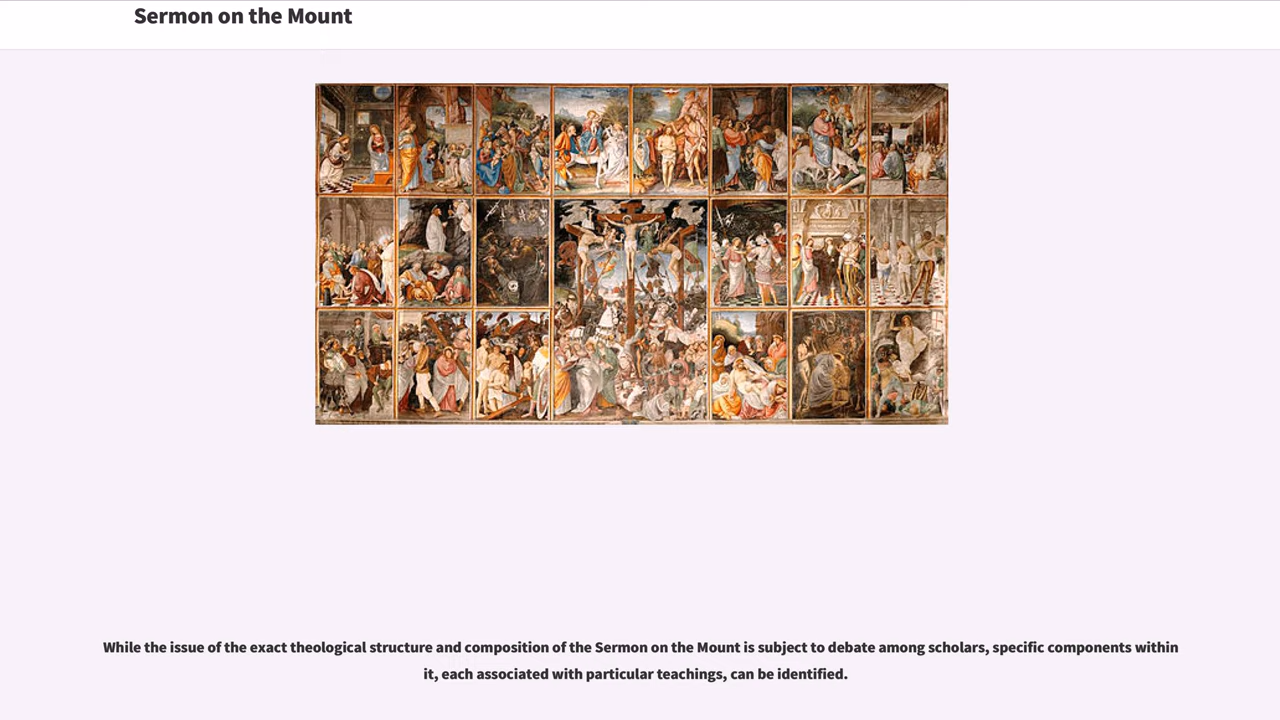 Sermon on the Mount
While the issue of the exact theological structure and composition of the Sermon on the Mount is subject to debate among scholars, specific components within
it, each associated with particular teachings, can be identified.